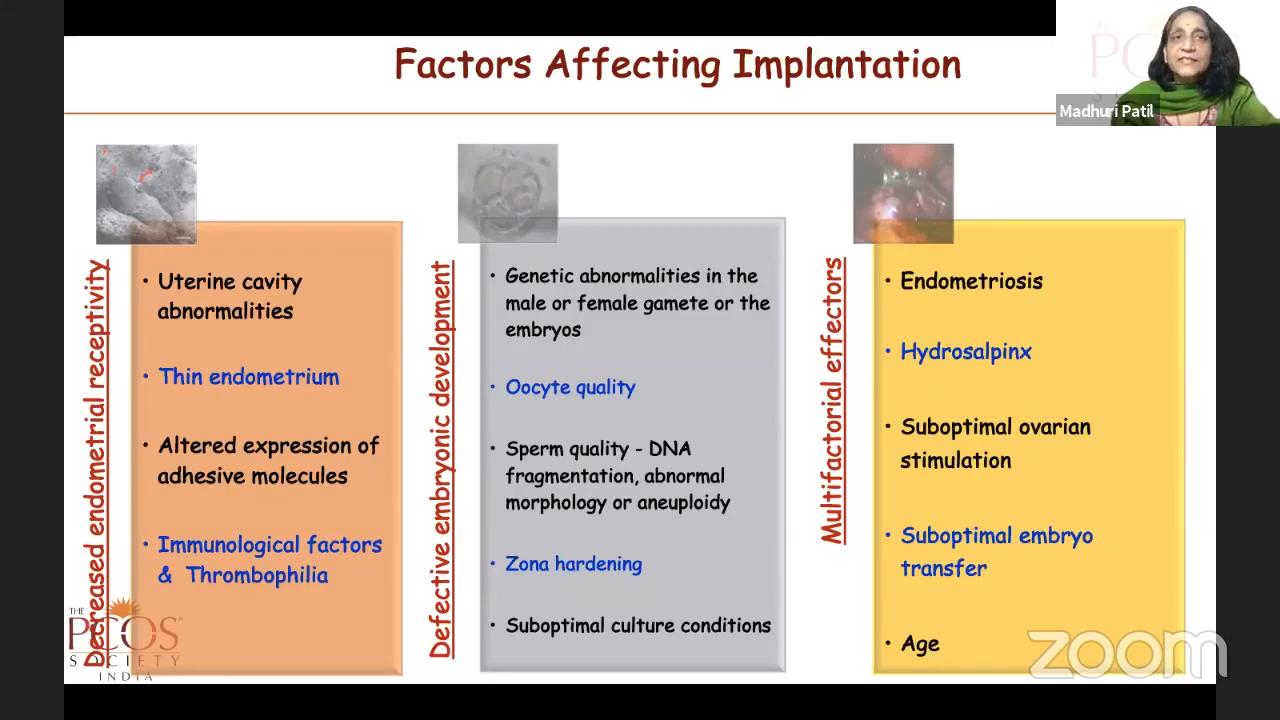 Factors Affecting Implantation
Madhuri Patil
Decreased endometrial receptivity
• Uterine cavity
abnormalities
• Thin endometrium
• Altered expression of
adhesive molecules
• Immunological factors
& Thrombophilia
Defective embryonic development
• Genetic abnormalities in the
male or female gamete or the
embryos
• Oocyte quality
• Sperm quality - DNA
fragmentation, abnormal
morphology or aneuploidy
• Zona hardening
• Suboptimal culture conditions
Multifactorial effectors
• Endometriosis
• Hydrosalpinx
• Suboptimal ovarian
stimulation
• Suboptimal embryo
transfer
• Age
THE
PCOS
SOCIETY
INDIA
zoom